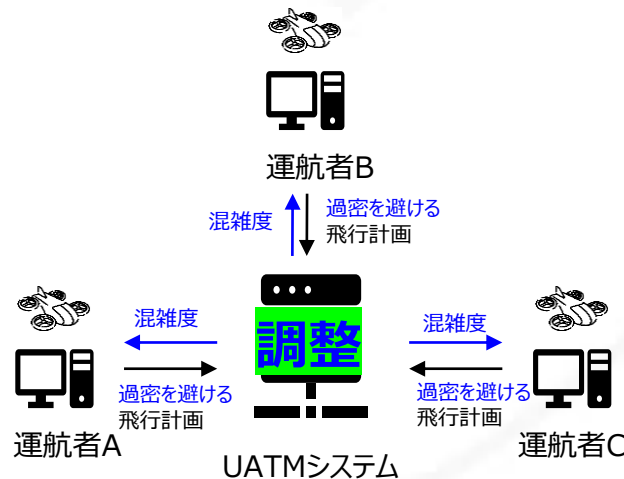 運航者B
混雑度
過密を避ける
飛行計画
混雑度
調整
混雑度
過密を避ける
飛行計画
過密を避ける
飛行計画
運航者A
UATMシステム
運航者C